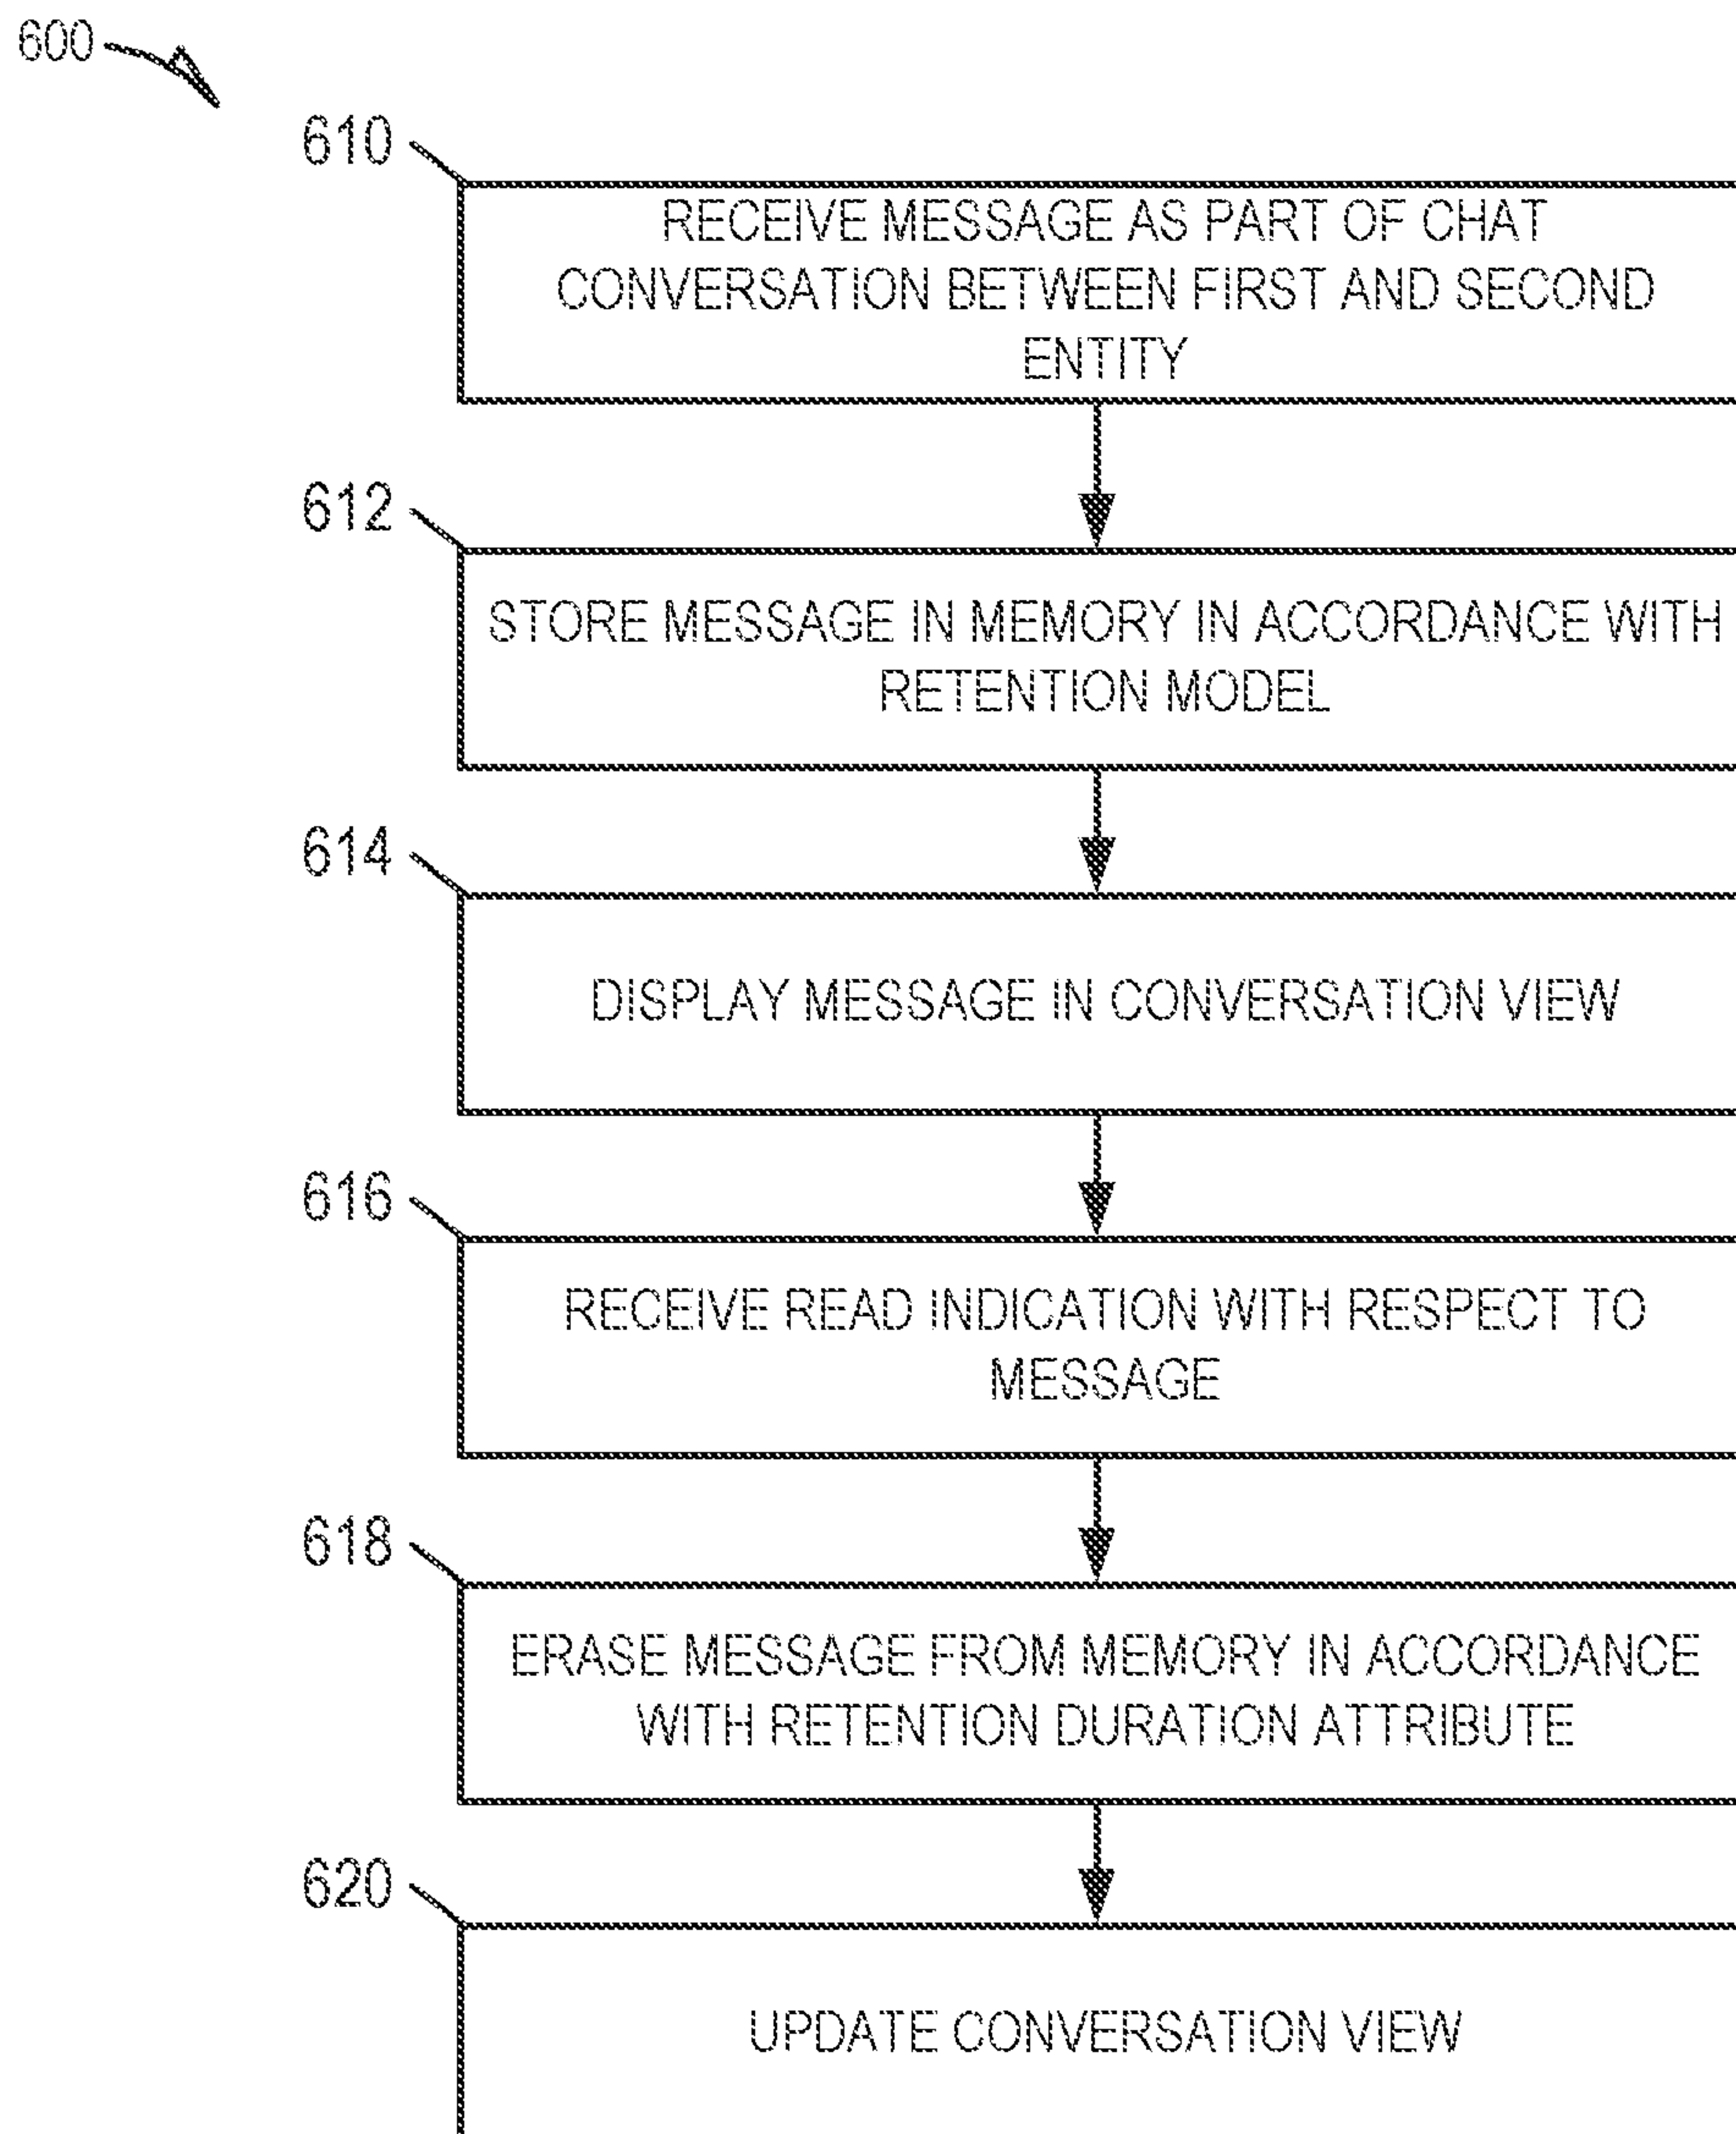 600
610
RECEIVE MESSAGE AS PART OF CHAT
CONVERSATION BETWEEN FIRST AND SECOND
ENTITY
612
STORE MESSAGE IN MEMORY IN ACCORDANCE WITH
RETENTION MODEL
614
DISPLAY MESSAGE IN CONVERSATION VIEW
616
RECEIVE READ INDICATION WITH RESPECT TO
MESSAGE
618
ERASE MESSAGE FROM MEMORY IN ACCORDANCE
WITH RETENTION DURATION ATTRIBUTE
620
UPDATE CONVERSATION VIEW